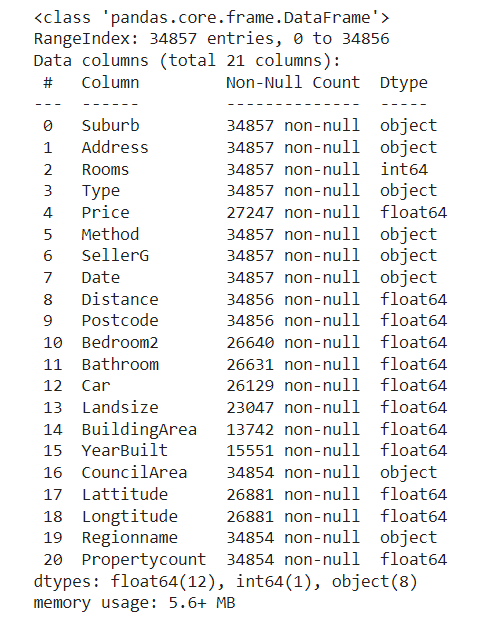 <class 'pandas.core.frame.DataFrame'>
RangeIndex: 34857 entries, 0 to 34856
Data columns (total 21 columns):
 #   Column         Non-Null Count  Dtype
---  ------         --------------  -----
 0   Suburb         34857 non-null  object
 1   Address        34857 non-null  object
 2   Rooms          34857 non-null  int64
 3   Type           34857 non-null  object
 4   Price          27247 non-null  float64
 5   Method         34857 non-null  object
 6   SellerG        34857 non-null  object
 7   Date           34857 non-null  object
 8   Distance       34856 non-null  float64
 9   Postcode       34856 non-null  float64
 10  Bedroom2       26640 non-null  float64
 11  Bathroom       26631 non-null  float64
 12  Car            26129 non-null  float64
 13  Landsize       23047 non-null  float64
 14  BuildingArea   13742 non-null  float64
 15  YearBuilt      15551 non-null  float64
 16  CouncilArea    34854 non-null  object
 17  Lattitude      26881 non-null  float64
 18  Longtitude     26881 non-null  float64
 19  Regionname     34854 non-null  object
 20  Propertycount  34854 non-null  float64
dtypes: float64(12), int64(1), object(8)
memory usage: 5.6+ MB